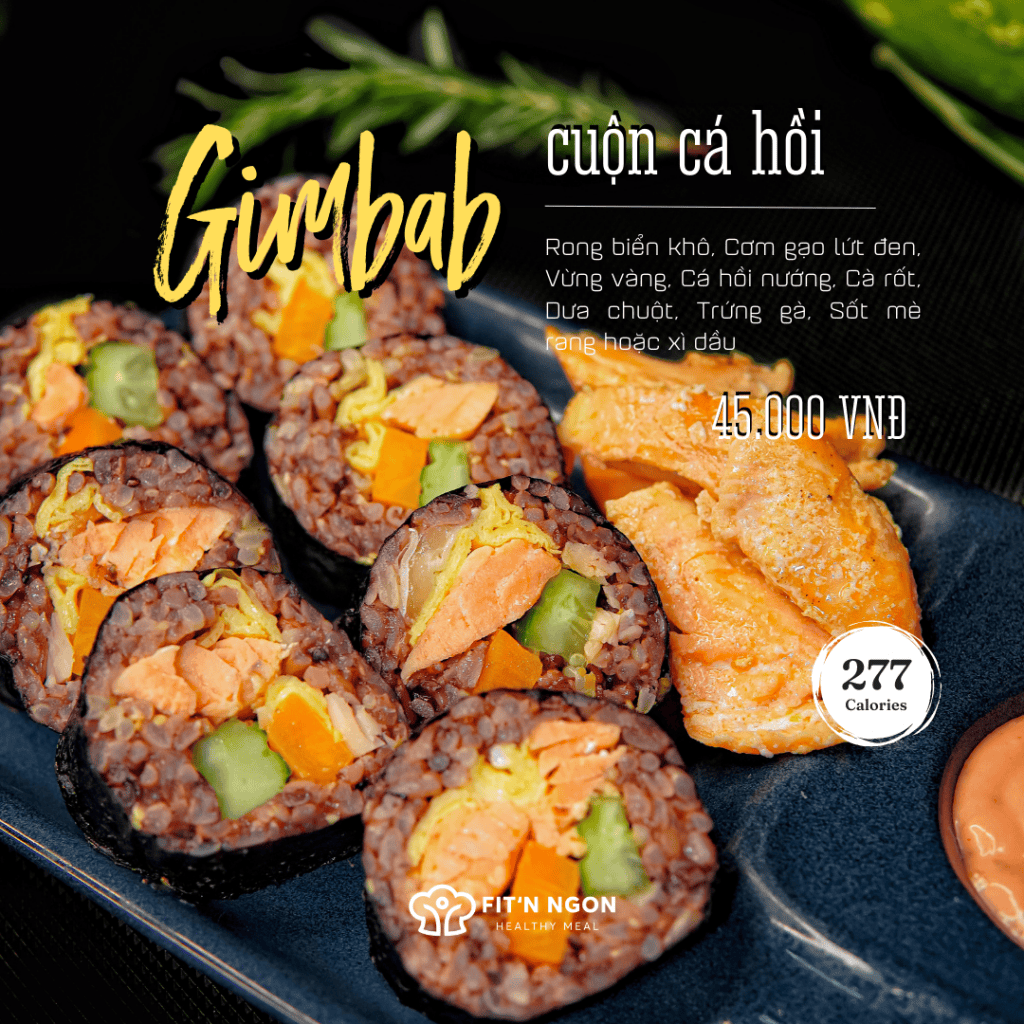 Gimbab
cuộn cá hồi
Rong biển khô, Cơm gạo lứt đen,
Vừng vàng, Cá hồi nướng, Cà rốt,
Dưa chuột, Trứng gà, Sốt mè
rang hoặc xì dầu
45.000 VNĐ
277
Calories
FIT'N NGON
HEALTHY MEAL